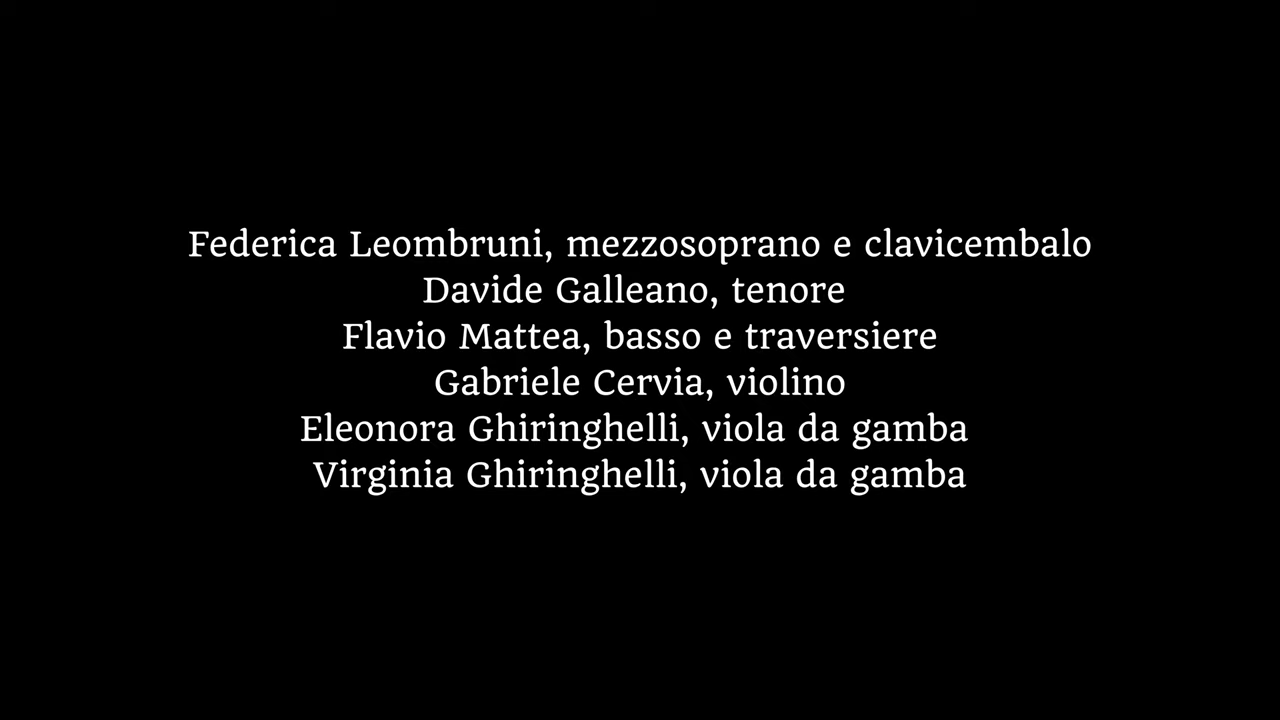 Federica Leombruni, mezzosoprano e clavicembalo
Davide Galleano, tenore
Flavio Mattea, basso e traversiere
Gabriele Cervia, violino
Eleonora Ghiringhelli, viola da gamba
Virginia Ghiringhelli, viola da gamba